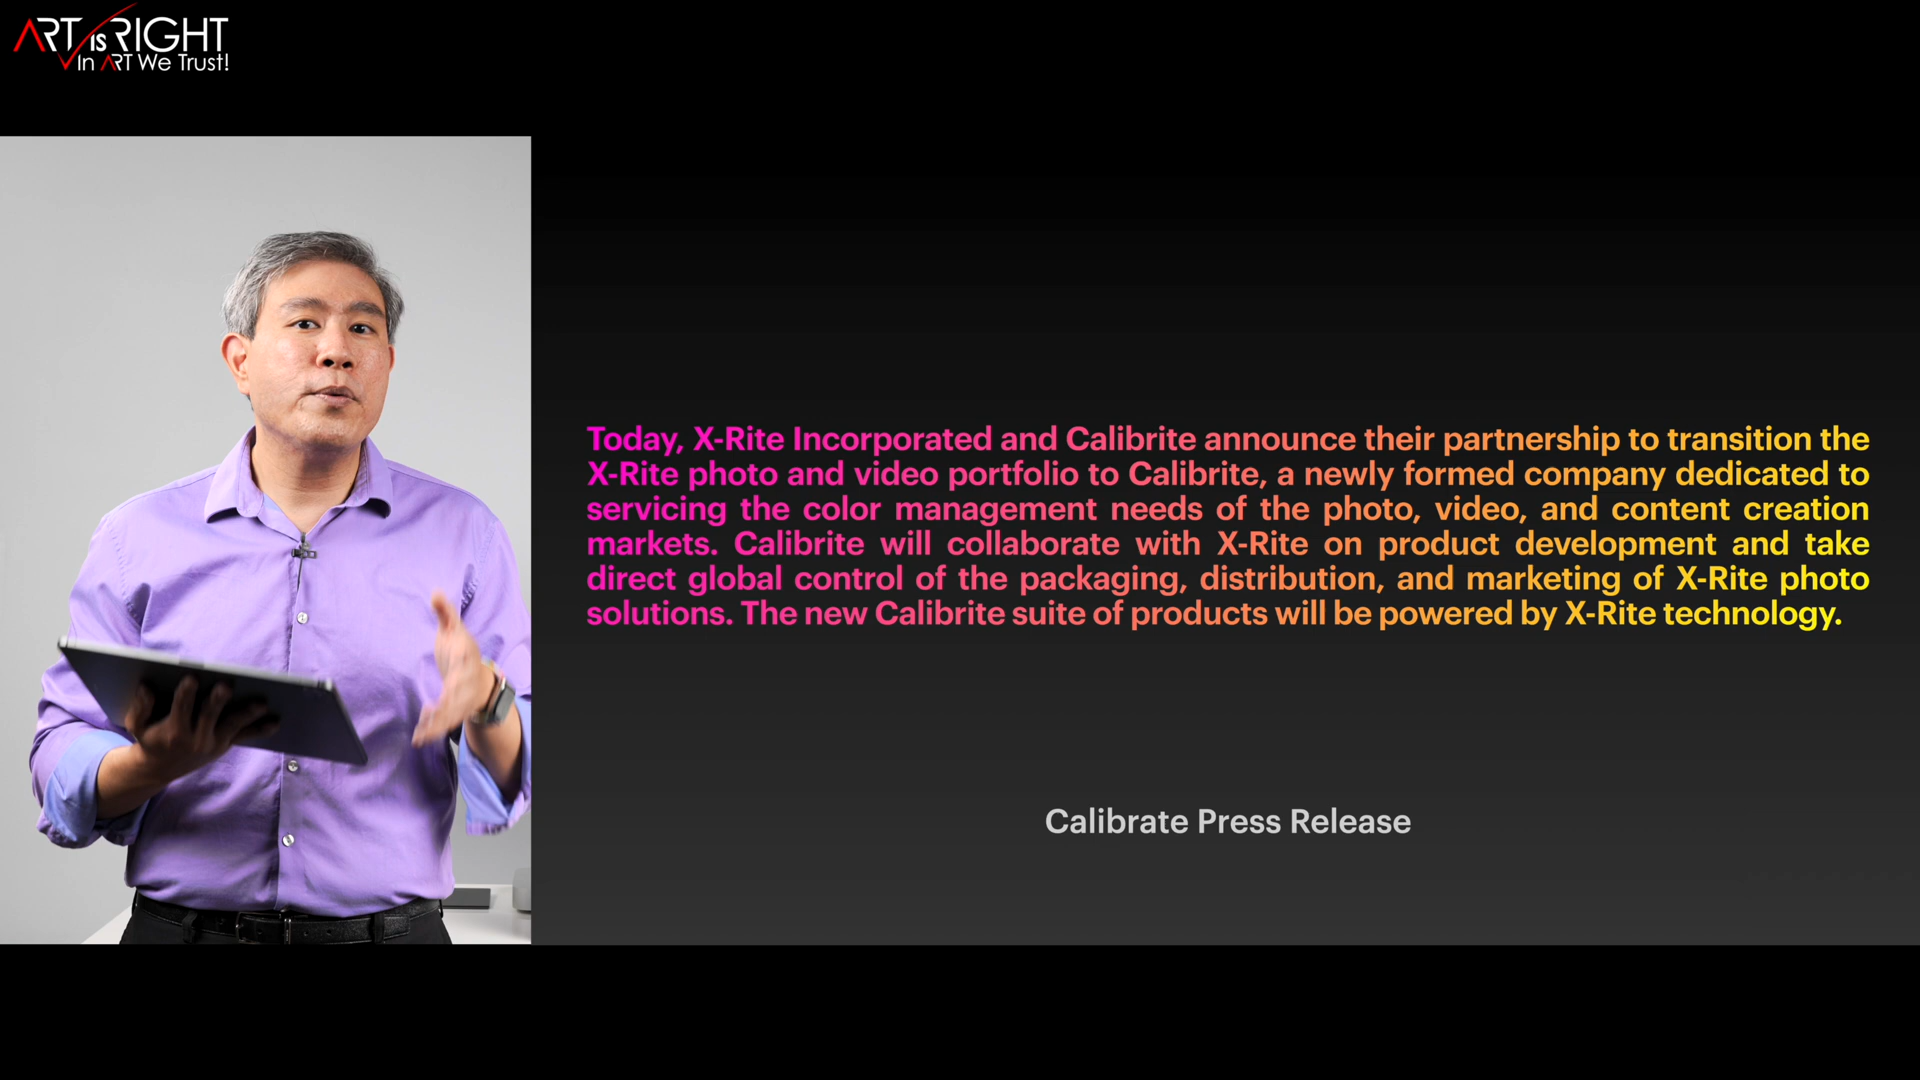 ART is RIGHT
In ART We Trust!
Today, X-Rite Incorporated and Calibrite announce their partnership to transition the
X-Rite photo and video portfolio to Calibrite, a newly formed company dedicated to
servicing the color management needs of the photo, video, and content creation
markets. Calibrite will collaborate with X-Rite on product development and take
direct global control of the packaging, distribution, and marketing of X-Rite photo
solutions. The new Calibrite suite of products will be powered by X-Rite technology.
Calibrate Press Release